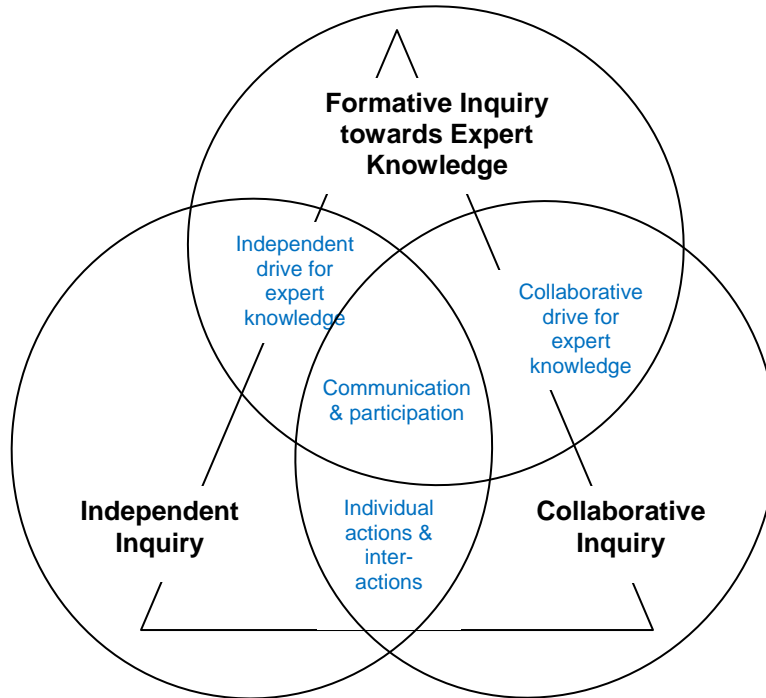 Formative Inquiry
towards Expert
Knowledge
Independent
drive for
expert
knowledge
Collaborative
drive for
expert
knowledge
Communication
& participation
Independent
Inquiry
Individual
actions &
inter-
actions
Collaborative
Inquiry